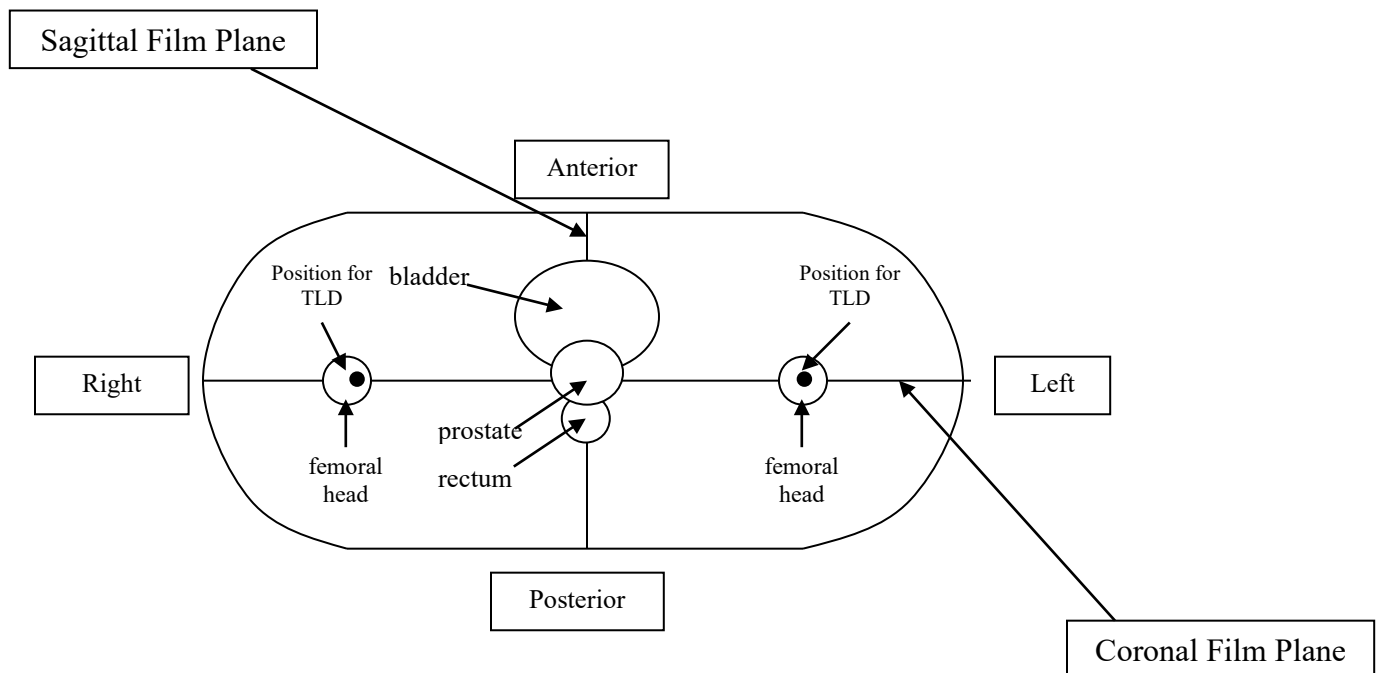 Sagittal Film Plane
Anterior
Position for
TLD
bladder
Position for
TLD
Right
Left
prostate
rectum
femoral
head
femoral
head
Posterior
Coronal Film Plane